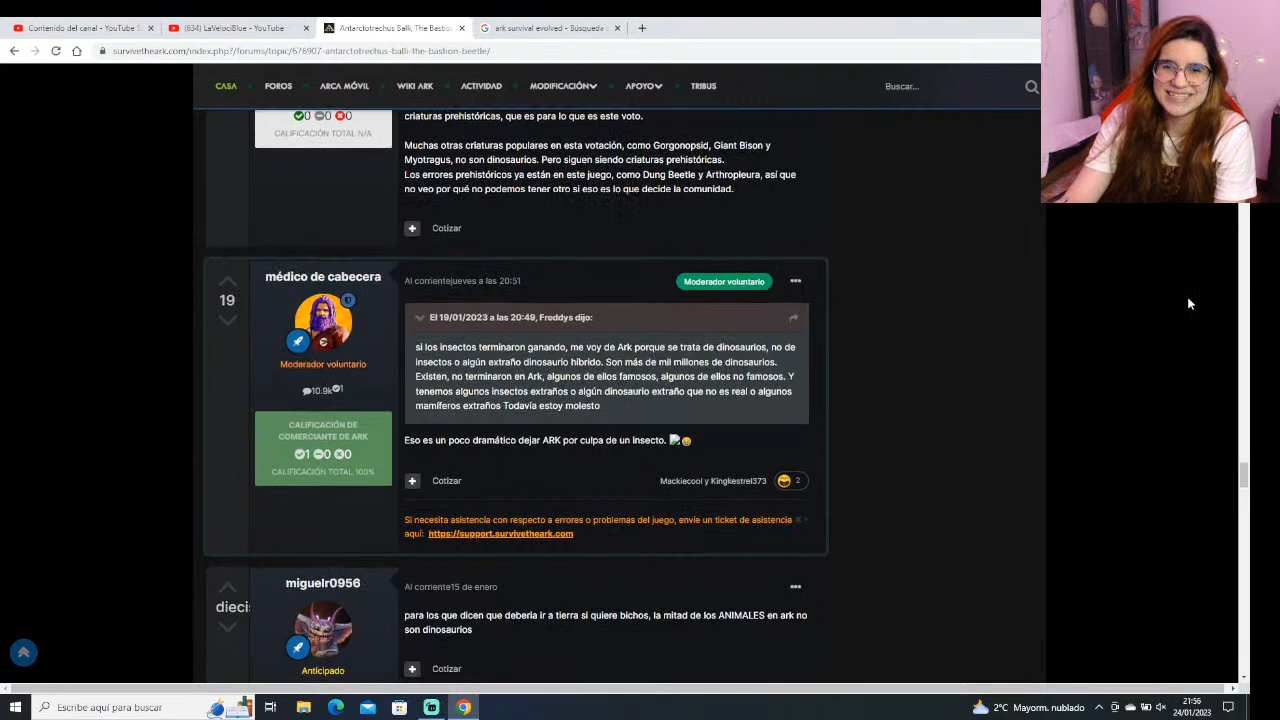 Contenido del canal - YouTube S
(634) LaVelociBlue - YouTube
Antarctotrechus Balli, The Bastion
ark survival evolved - Búsqueda
survivetheark.com/index.php?/forums/topic/676907-antarctotrechus-balli-the-bastion-beetle/
CASA FOROS ARCA MÓVIL WIKI ARK ACTIVIDAD MODIFICACIÓN APOYO TRIBUS Buscar...
0 0 0
CALIFICACIÓN TOTAL N/A
criaturas prehistóricas, que es para lo que es este voto.
Muchas otras criaturas populares en esta votación, como Gorgonopsid, Giant Bison y
Myotragus, no son dinosaurios. Pero siguen siendo criaturas prehistóricas.
Los errores prehistóricos ya están en este juego, como Dung Beetle y Arthropleura, así que
no veo por qué no podemos tener otro si eso es lo que decide la comunidad.
Cotizar
19
médico de cabecera
Moderador voluntario
10.9k 1
CALIFICACIÓN DE
COMERCIANTE DE ARK
1 0 0
CALIFICACIÓN TOTAL 100%
Al corrientejueves a las 20:51
Moderador voluntario
El 19/01/2023 a las 20:49, Freddys dijo:
si los insectos terminaron ganando, me voy de Ark porque se trata de dinosaurios, no de
insectos o algún extraño dinosaurio híbrido. Son más de mil millones de dinosaurios.
Existen, no terminaron en Ark, algunos de ellos famosos, algunos de ellos no famosos. Y
tenemos algunos insectos extraños o algún dinosaurio extraño que no es real o algunos
mamíferos extraños Todavía estoy molesto
Eso es un poco dramático dejar ARK por culpa de un insecto.
Cotizar
Mackiecool y Kingkestrel373 2
Si necesita asistencia con respecto a errores o problemas del juego, envíe un ticket de asistencia
aquí: https://support.survivetheark.com
diecis
miguelr0956
Anticipado
Al corriente15 de enero
para los que dicen que debería ir a tierra si quiere bichos, la mitad de los ANIMALES en ark no
son dinosaurios
Cotizar
Escribe aquí para buscar
2°C Mayorm. nublado
21:56
24/01/2023